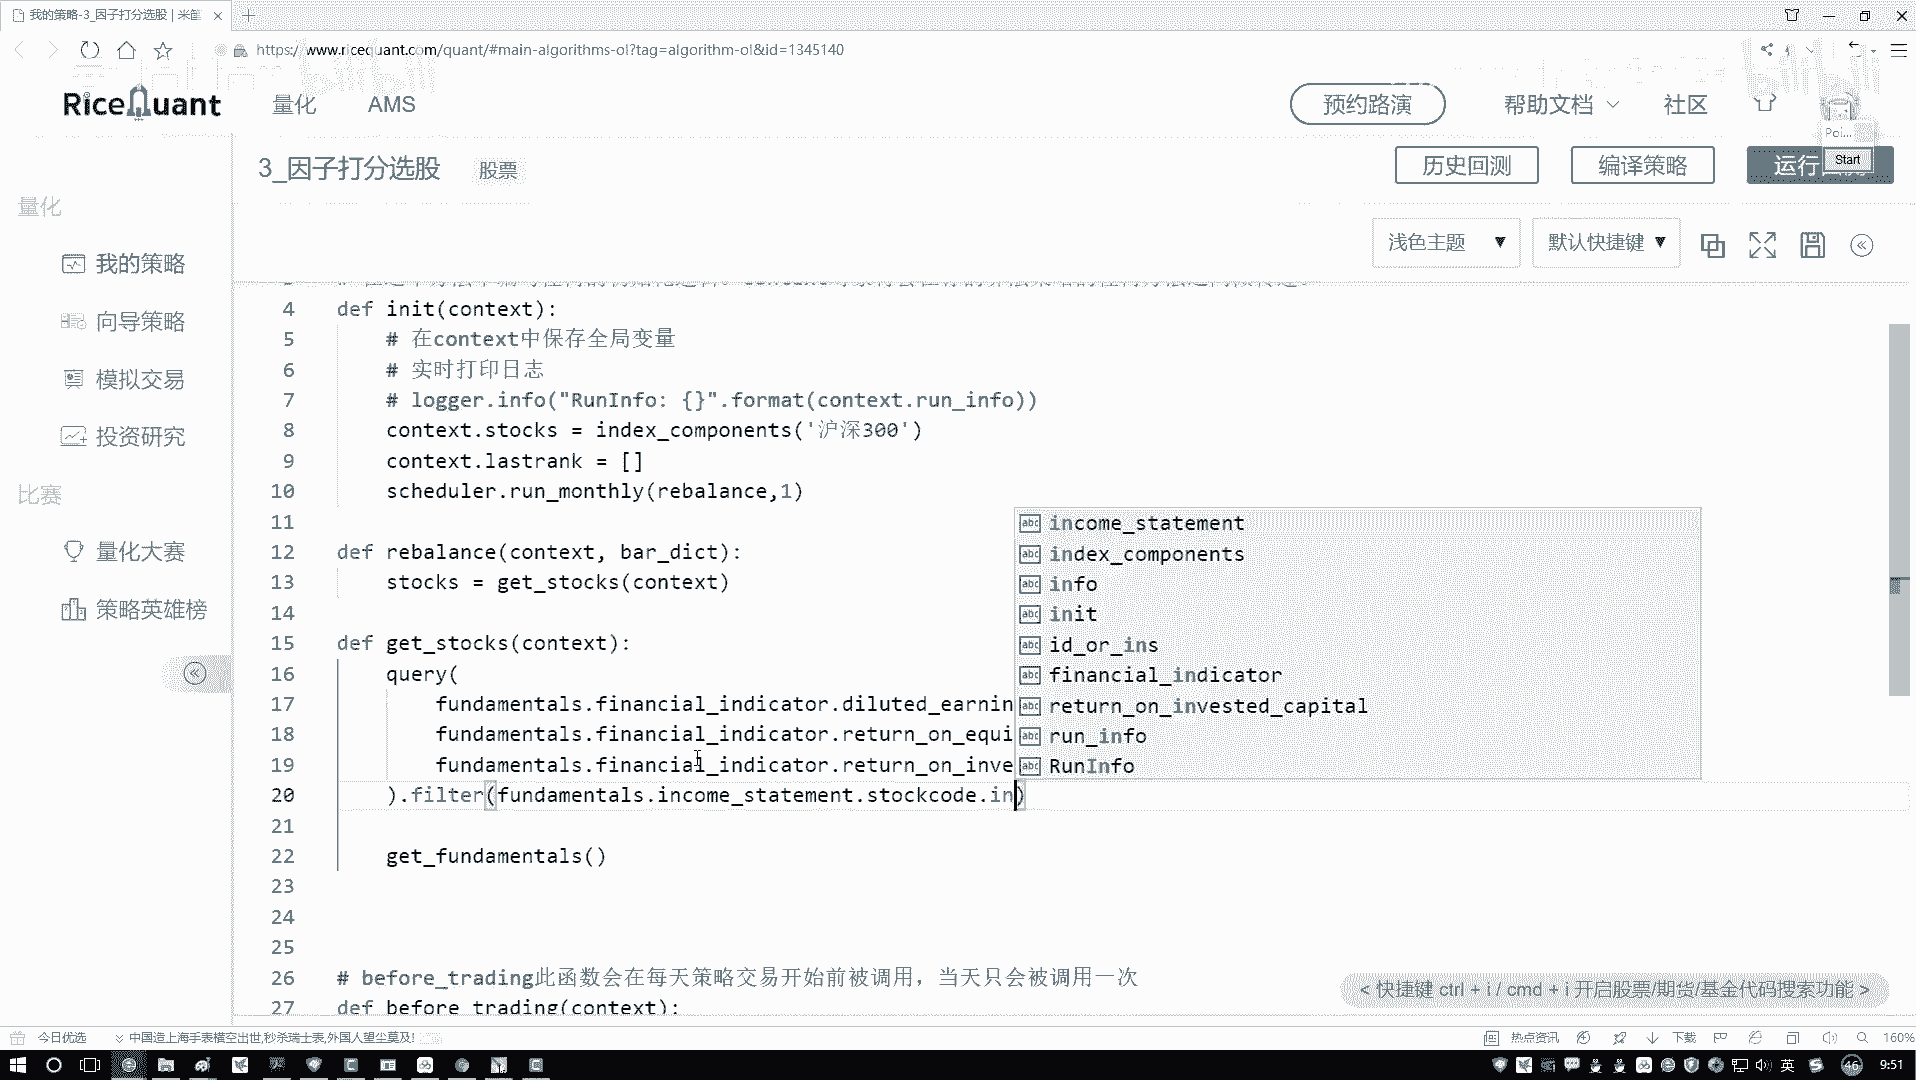 我的策略-3_因子打分选股 | 米筐
https://www.ricequant.com/quant/#main-algorithms-ol?tag=algorithm-ol&id=1345140
RiceQuant
量化
AMS
预约路演
帮助文档
社区
Poi...
Start
3_因子打分选股
股票
历史回测
编译策略
运行
量化
我的策略
向导策略
模拟交易
投资研究
比赛
量化大赛
策略英雄榜
浅色主题
默认快捷键
4 def init(context):
5 # 在context中保存全局变量
6 # 实时打印日志
7 # logger.info("RunInfo: {}".format(context.run_info))
8 context.stocks = index_components('沪深300')
9 context.lastrank = []
10 scheduler.run_monthly(rebalance,1)
11
12 def rebalance(context, bar_dict):
13 stocks = get_stocks(context)
14
15 def get_stocks(context):
16 query(
17 fundamentals.financial_indicator.diluted_earnin
18 fundamentals.financial_indicator.return_on_equi
19 fundamentals.financial_indicator.return_on_inve
20 ).filter(fundamentals.income_statement.stockcode.in)
21
22 get_fundamentals()
23
24
25
26 # before_trading此函数会在每天策略交易开始前被调用，当天只会被调用一次
27 def before_trading(context):
income_statement
index_components
info
init
id_or_ins
financial_indicator
return_on_invested_capital
run_info
RunInfo
< 快捷键 ctrl + i / cmd + i 开启股票/期货/基金代码搜索功能 >
今日优选
中国造上海手表横空出世,秒杀瑞士表,外国人望尘莫及!
热点资讯
下载
160%
英
46
9:51